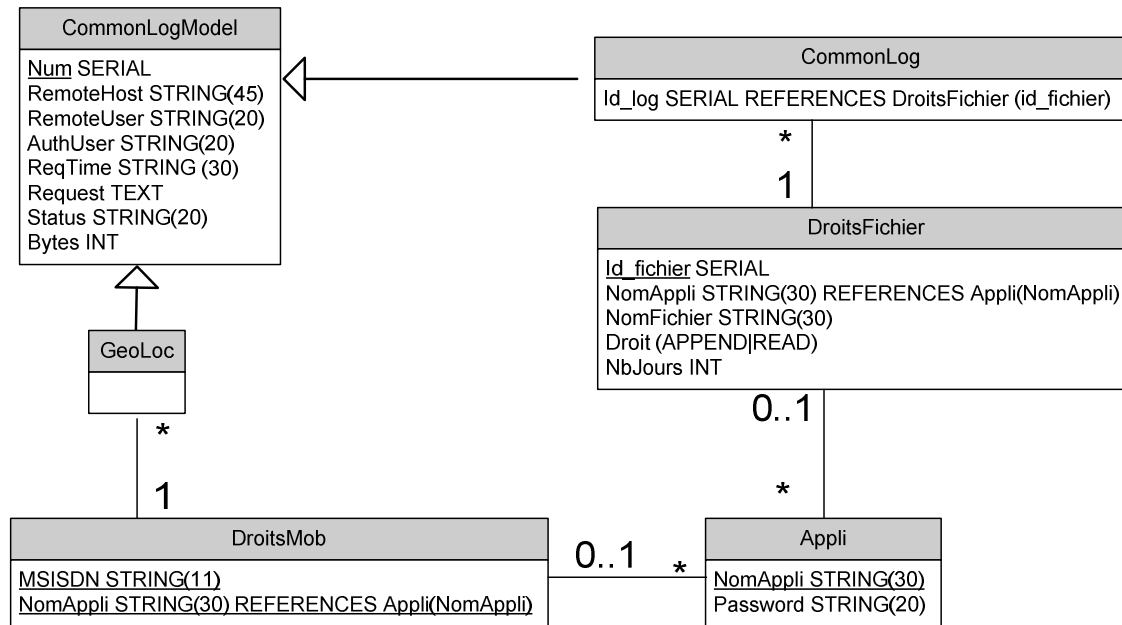 CommonLogModel
Num SERIAL
RemoteHost STRING(45)
RemoteUser STRING(20)
AuthUser STRING(20)
ReqTime STRING (30)
Request TEXT
Status STRING(20)
Bytes INT
CommonLog
Id_log SERIAL REFERENCES DroitsFichier (id_fichier)
*
1
DroitsFichier
Id_fichier SERIAL
NomAppli STRING(30) REFERENCES Appli(NomAppli)
NomFichier STRING(30)
Droit (APPEND|READ)
NbJours INT
GeoLoc
*
1
0..1
*
DroitsMob
MSISDN STRING(11)
NomAppli STRING(30) REFERENCES Appli(NomAppli)
0..1
*
Appli
NomAppli STRING(30)
Password STRING(20)